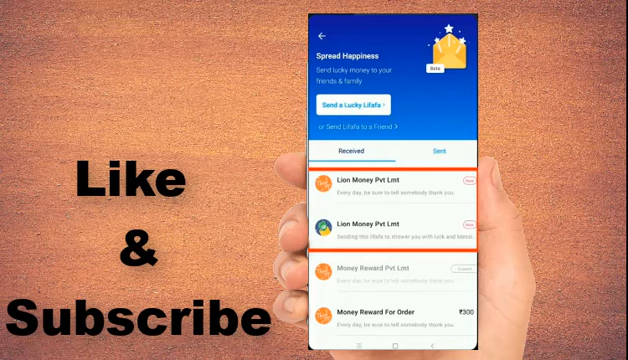 Like
&
Subscribe
Spread Happiness
Send lucky money to your
friends & family
Beta
Send a Lucky Lifafa >
or Send Lifafa to a Friend >
Received
Sent
Lion Money Pvt Lmt
New
Every day, be sure to tell somebody thank you.
Lion Money Pvt Lmt
New
Sending this lifafa to shower you with luck and blessi...
Money Reward Pvt Lmt
Every day, be sure to tell somebody thank you.
Money Reward For Order
₹300
Every day, be sure to tell somebody thank you.